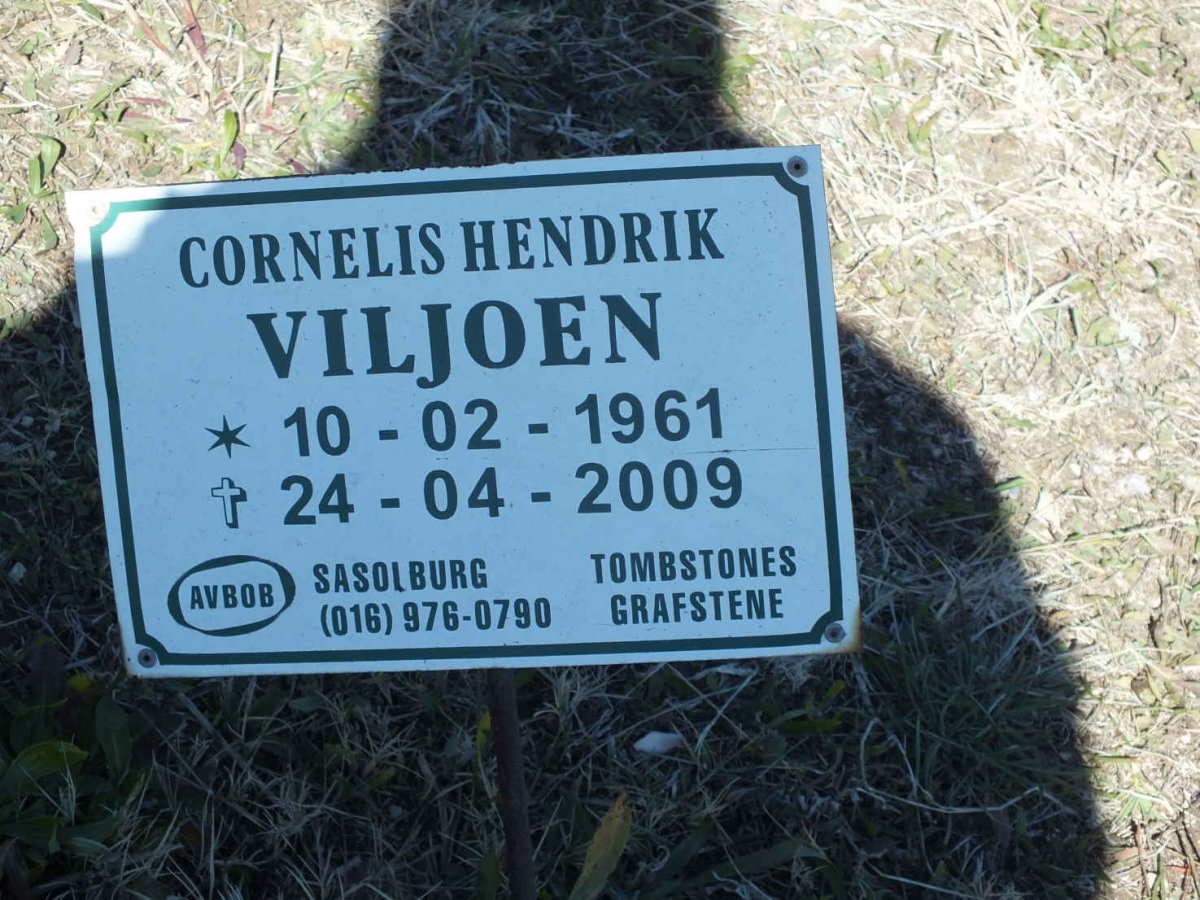 CORNELIS HENDRIK
VILJOEN
10 - 02 - 1961
24 - 04 - 2009
AVBOB
SASOLBURG
(016) 976-0790
TOMBSTONES
GRAFSTENE